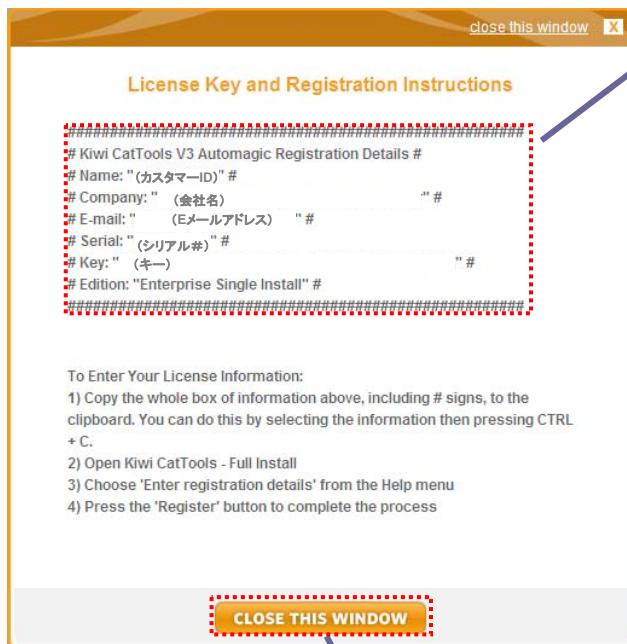 close this window X
License Key and Registration Instructions
########################################################
# Kiwi CatTools V3 Automagic Registration Details #
# Name: "(カスタマーID)" #
# Company: " (会社名) " #
# E-mail: " (Eメールアドレス) " #
# Serial: "(シリアル#)" #
# Key: " (キー) " #
# Edition: "Enterprise Single Install" #
########################################################
To Enter Your License Information:
1) Copy the whole box of information above, including # signs, to the
clipboard. You can do this by selecting the information then pressing CTRL
+ C.
2) Open Kiwi CatTools - Full Install
3) Choose 'Enter registration details' from the Help menu
4) Press the 'Register' button to complete the process
CLOSE THIS WINDOW